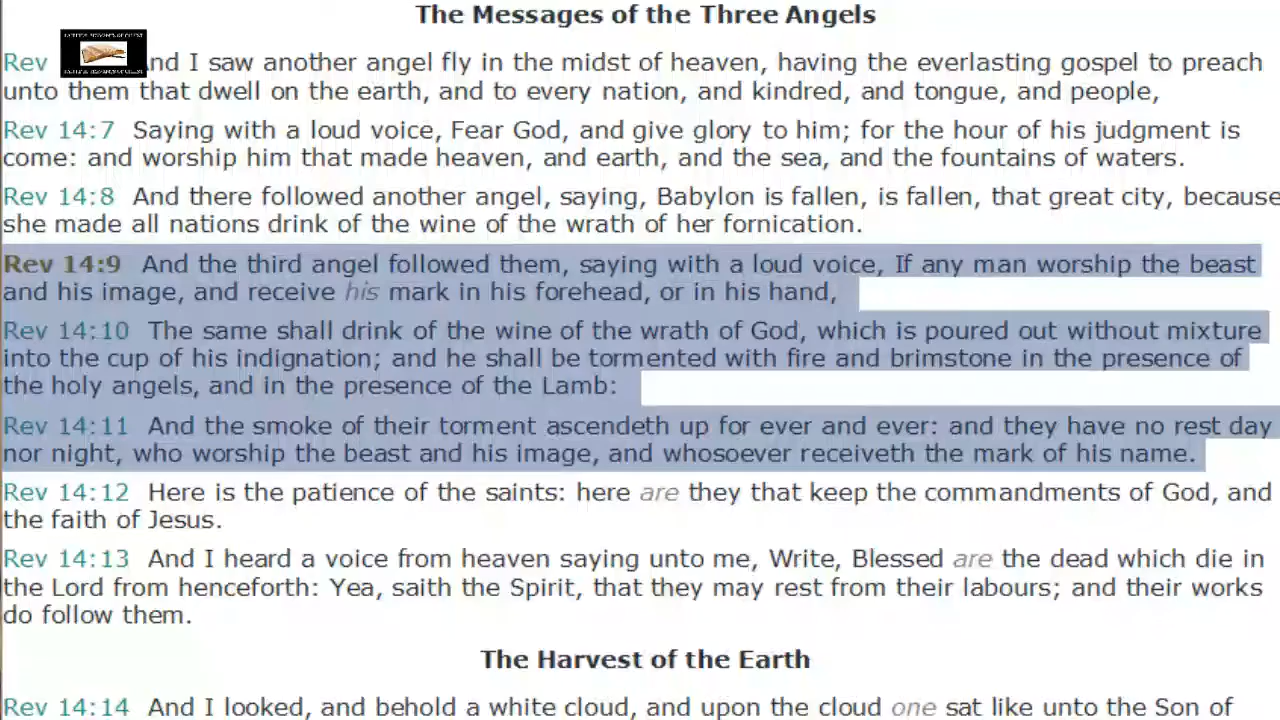 The Messages of the Three Angels
Rev And I saw another angel fly in the midst of heaven, having the everlasting gospel to preach
unto them that dwell on the earth, and to every nation, and kindred, and tongue, and people,
Rev 14:7 Saying with a loud voice, Fear God, and give glory to him; for the hour of his judgment is
come: and worship him that made heaven, and earth, and the sea, and the fountains of waters.
Rev 14:8 And there followed another angel, saying, Babylon is fallen, is fallen, that great city, because
she made all nations drink of the wine of the wrath of her fornication.
Rev 14:9 And the third angel followed them, saying with a loud voice, If any man worship the beast
and his image, and receive his mark in his forehead, or in his hand,
Rev 14:10 The same shall drink of the wine of the wrath of God, which is poured out without mixture
into the cup of his indignation; and he shall be tormented with fire and brimstone in the presence of
the holy angels, and in the presence of the Lamb:
Rev 14:11 And the smoke of their torment ascendeth up for ever and ever: and they have no rest day
nor night, who worship the beast and his image, and whosoever receiveth the mark of his name.
Rev 14:12 Here is the patience of the saints: here are they that keep the commandments of God, and
the faith of Jesus.
Rev 14:13 And I heard a voice from heaven saying unto me, Write, Blessed are the dead which die in
the Lord from henceforth: Yea, saith the Spirit, that they may rest from their labours; and their works
do follow them.
The Harvest of the Earth
Rev 14:14 And I looked, and behold a white cloud, and upon the cloud one sat like unto the Son of